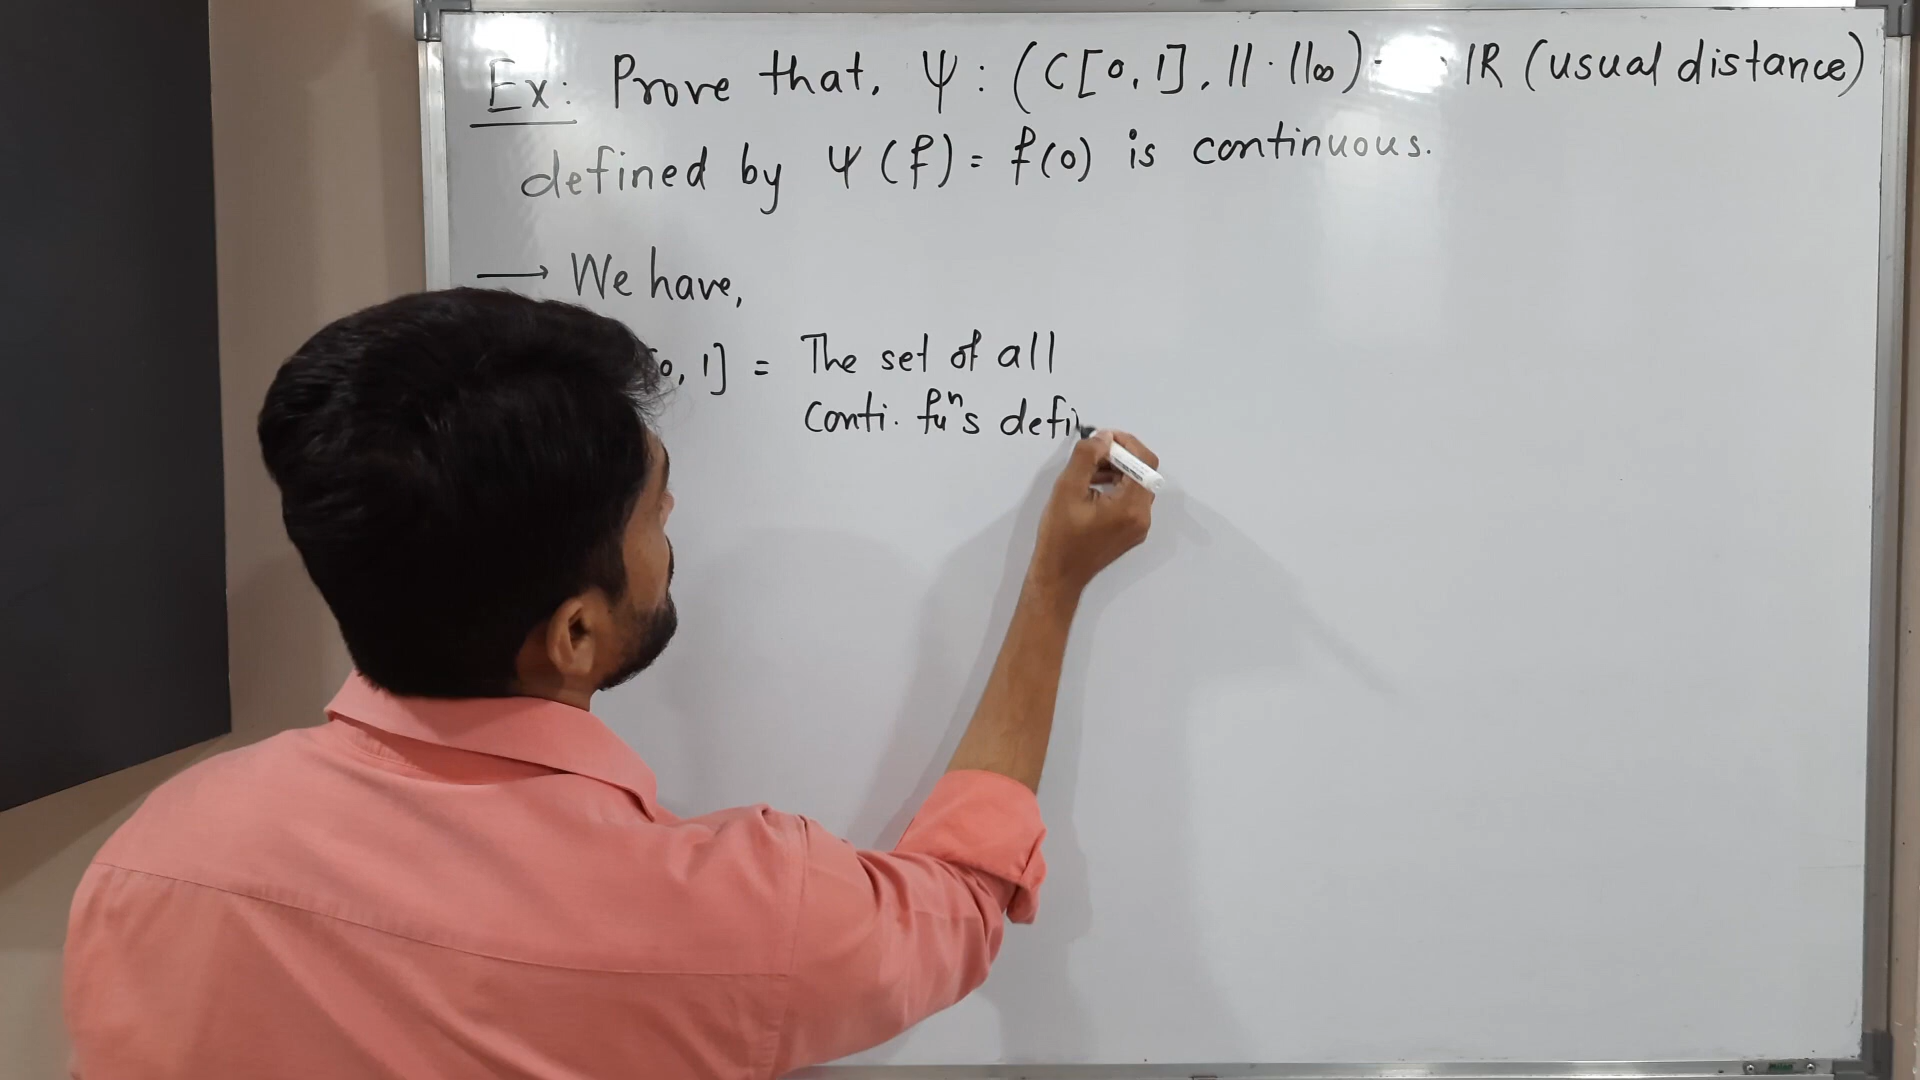 Ex: Prove that, Ψ : (C[0,1], ||·||∞) IR (usual distance)
defined by Ψ(f) = f(0) is continuous.
⟶ We have,
0, 1] = The set of all
Conti. fuⁿs defi